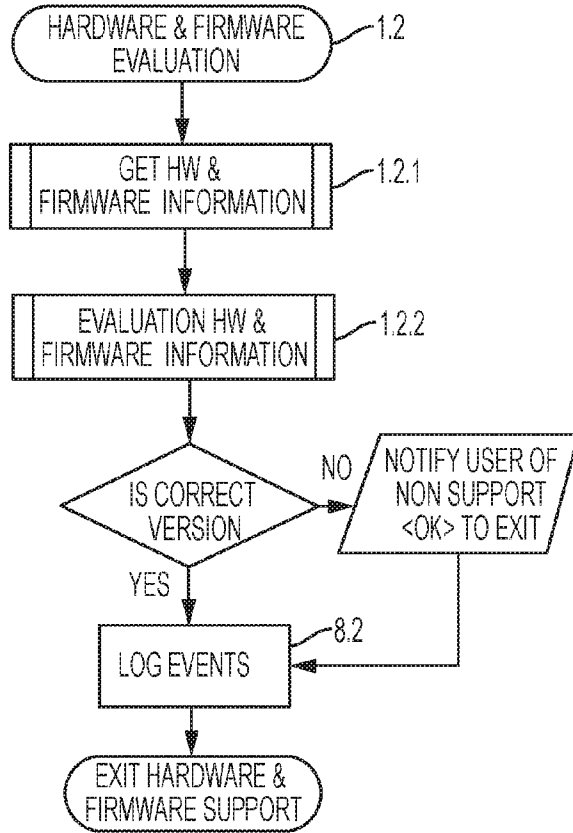 HARDWARE & FIRMWARE
EVALUATION
1.2
GET HW &
FIRMWARE INFORMATION
1.2.1
EVALUATION HW &
FIRMWARE INFORMATION
1.2.2
IS CORRECT
VERSION
NO
NOTIFY USER OF
NON SUPPORT
<OK> TO EXIT
YES
8.2
LOG EVENTS
EXIT HARDWARE &
FIRMWARE SUPPORT